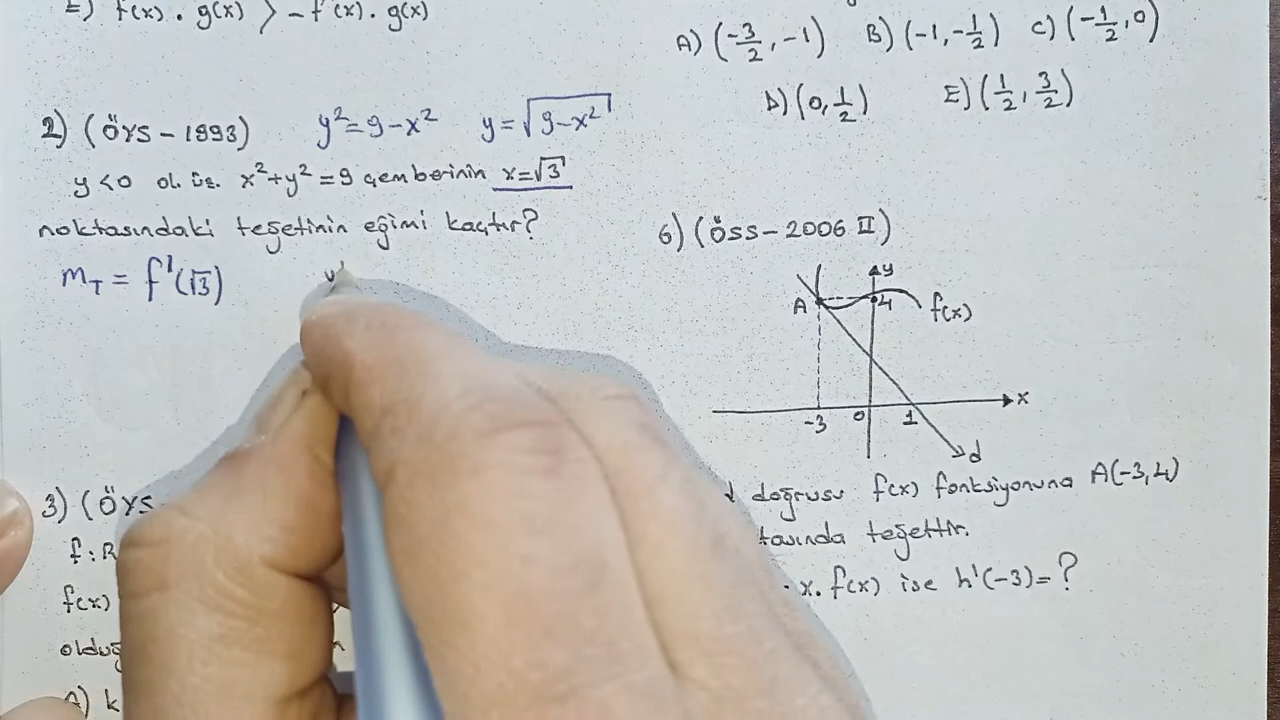 E) f(x) . g(x) > -f'(x) . g(x)
2) (ÖYS - 1993) y²=9-x² y=√9-x²
y<0 ol. üz. x²+y²=9 çemberinin x=√3
noktasındaki teğetinin eğimi kaçtır?
m_T = f'(√3) y'
3) (ÖYS
f:R
f(x)
olduğ
A) k
A) (-3/2, -1) B) (-1, -1/2) C) (-1/2, 0)
D) (0, 1/2) E) (1/2, 3/2)
6) (ÖSS - 2006 II)
y
A 4 f(x)
-3 0 1 x
d
d doğrusu f(x) fonksiyonuna A(-3,4)
tasında teğettir.
x. f(x) ise h'(-3)= ?